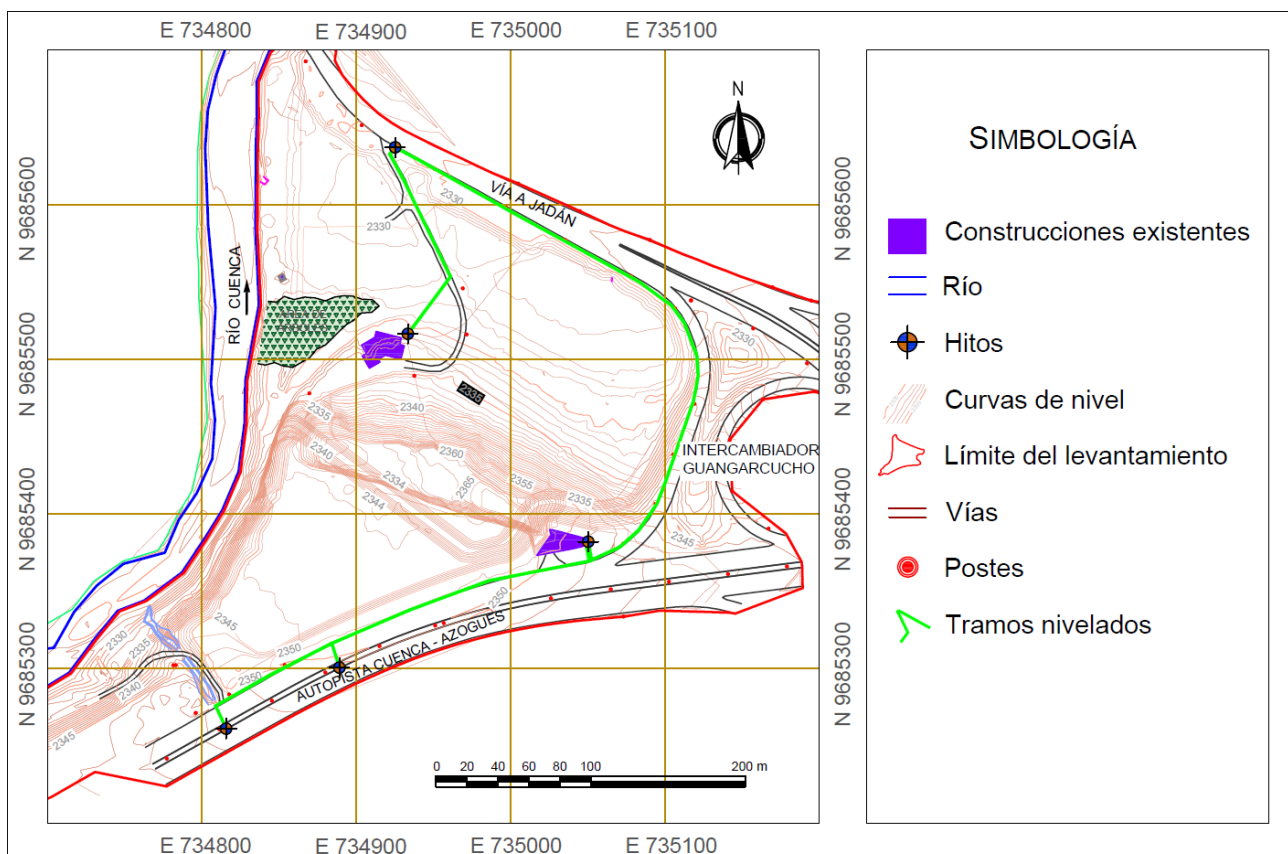 E 734800
E 734900
E 735000
E 735100
N
N 9685600
N 9685500
N 9685400
N 9685300
N 9685600
N 9685500
N 9685400
N 9685300
VÍA A JADÁN
RÍO CUENCA
2330
2330
ÁREA DE
2330
2335
2335
2340
2340
2360
2334
2365
2355
2335
2344
2345
INTERCAMBIADOR
GUANGARCUCHO
2350
2345
2350
2350
2330
2335
2340
2345
AUTOPISTA CUENCA - AZOGUES
0 20 40 60 80 100 200 m
E 734800
E 734900
E 735000
E 735100
SIMBOLOGÍA
Construcciones existentes
Río
Hitos
Curvas de nivel
Límite del levantamiento
Vías
Postes
Tramos nivelados